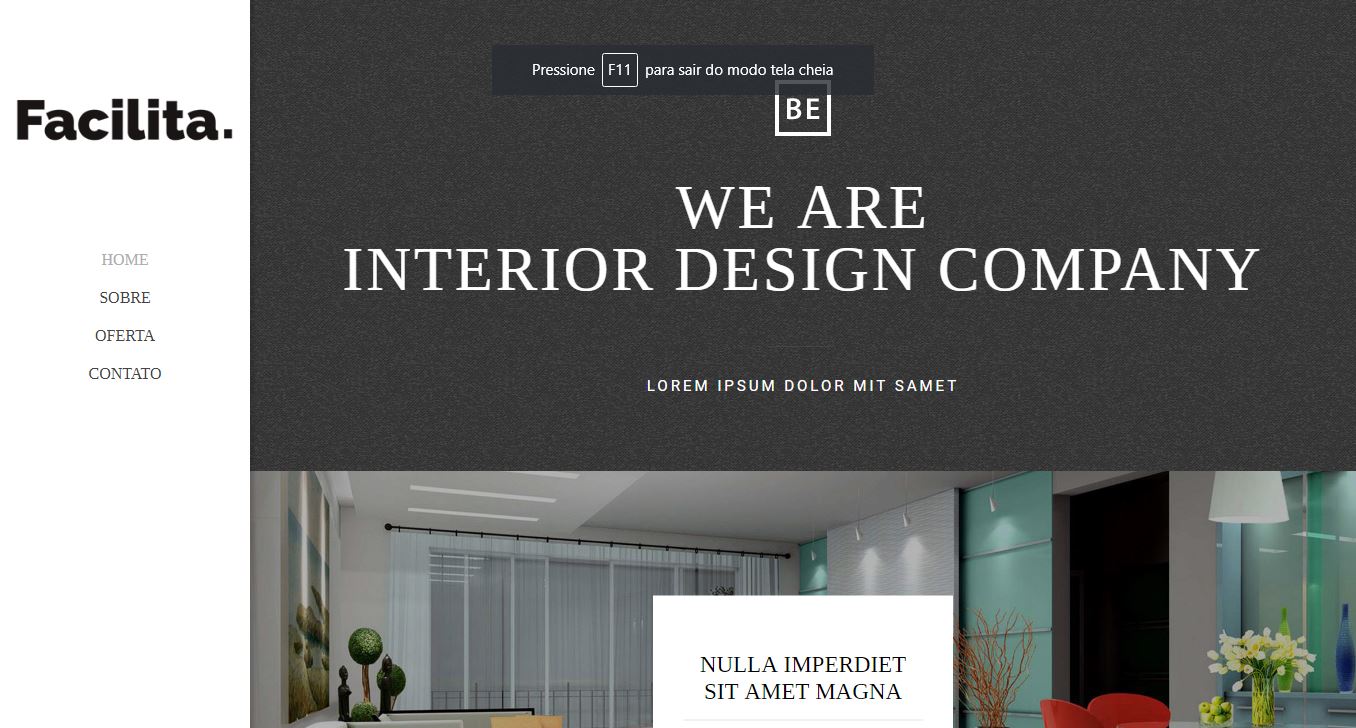 Facilita.
HOME
SOBRE
OFERTA
CONTATO
Pressione F11 para sair do modo tela cheia
BE
WE ARE
INTERIOR DESIGN COMPANY
LOREM IPSUM DOLOR MIT SAMET
NULLA IMPERDIET
SIT AMET MAGNA